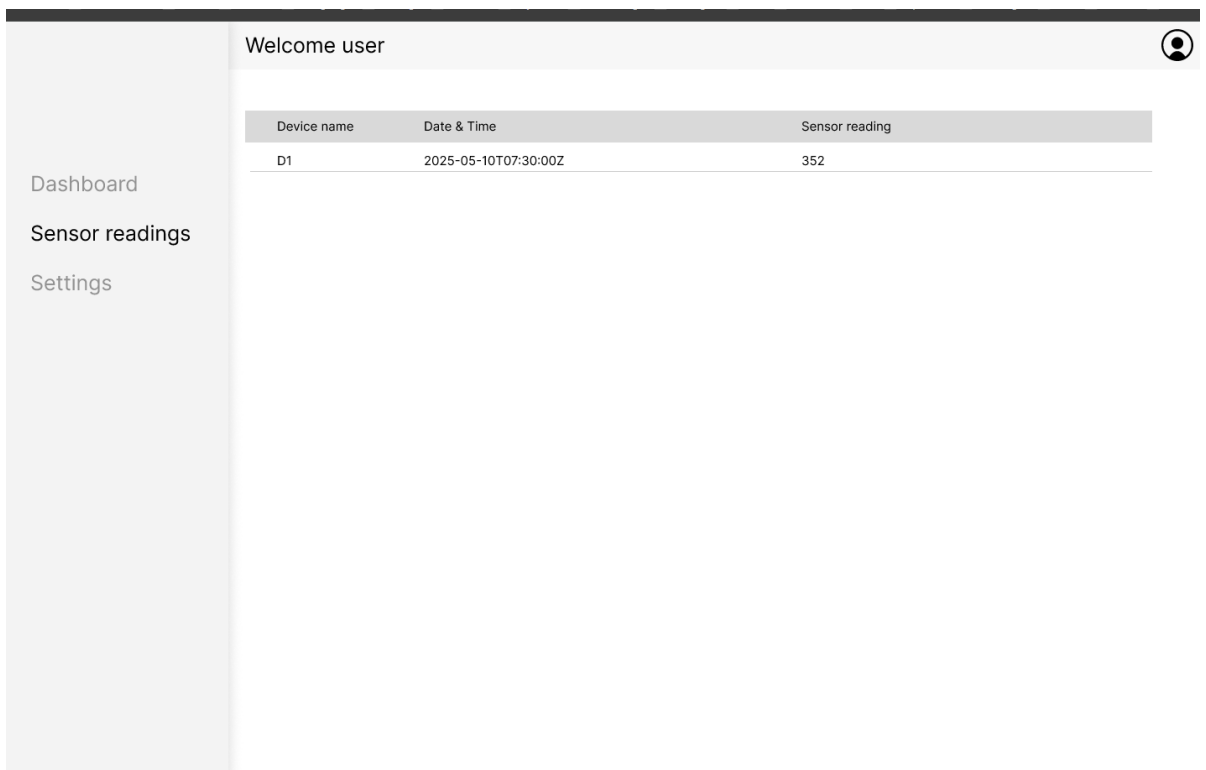 Welcome user
Device name Date & Time Sensor reading
D1 2025-05-10T07:30:00Z 352
Dashboard
Sensor readings
Settings